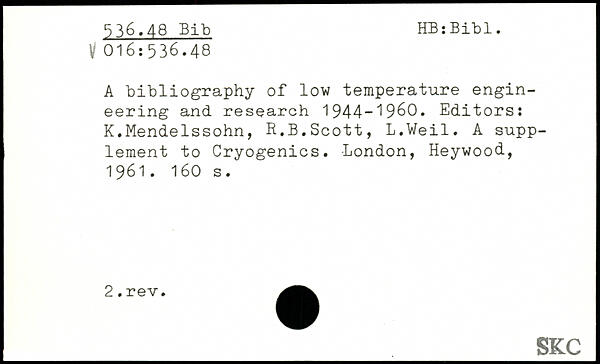 536.48 Bib HB:Bibl.
V 016:536.48
A bibliography of low temperature engin-
eering and research 1944-1960. Editors:
K.Mendelssohn, R.B.Scott, L.Weil. A supp-
lement to Cryogenics. London, Heywood,
1961. 160 s.
2.rev.
SKC